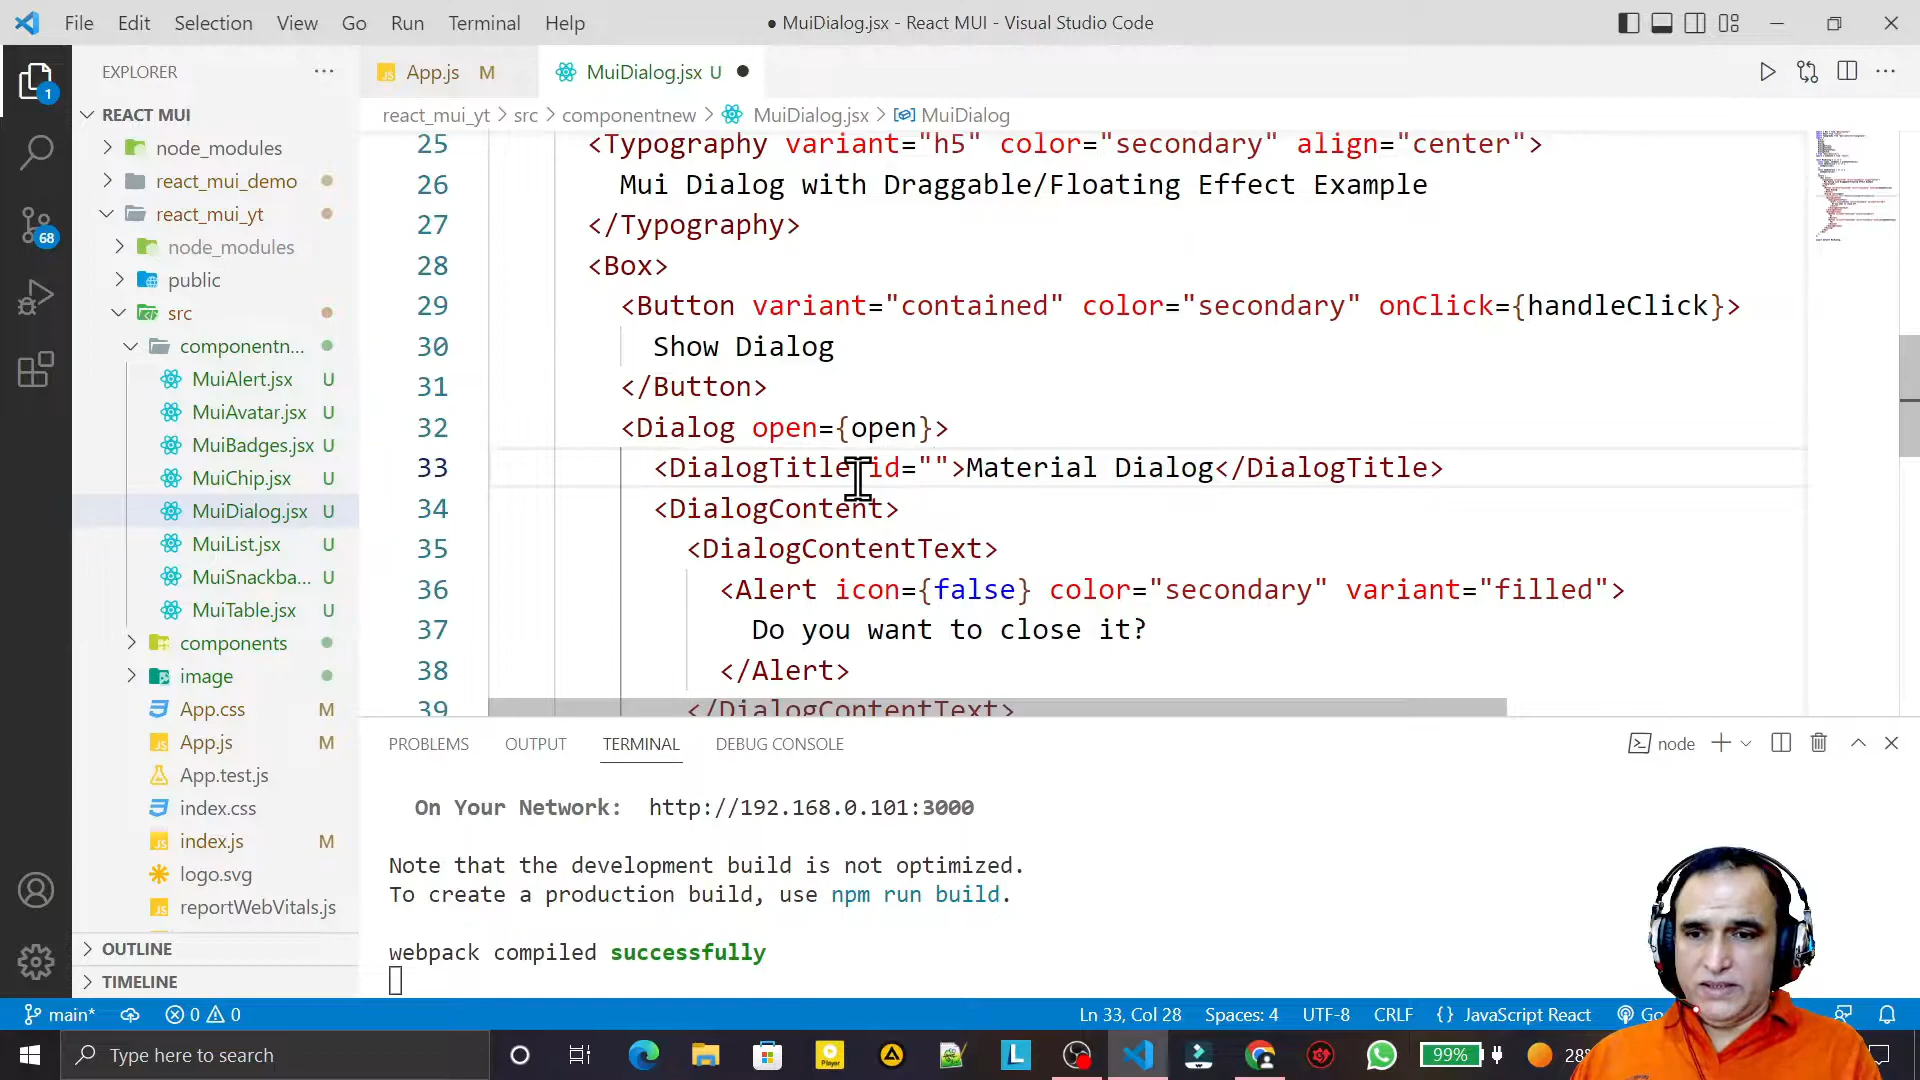 File Edit Selection View Go Run Terminal Help
● MuiDialog.jsx - React MUI - Visual Studio Code
EXPLORER
App.js M
MuiDialog.jsx U
react_mui_yt > src > componentnew > MuiDialog.jsx > MuiDialog
1
68
REACT MUI
node_modules
react_mui_demo
react_mui_yt
node_modules
public
src
componentn...
MuiAlert.jsx U
MuiAvatar.jsx U
MuiBadges.jsx U
MuiChip.jsx U
MuiDialog.jsx U
MuiList.jsx U
MuiSnackba... U
MuiTable.jsx U
components
image
App.css M
App.js M
App.test.js
index.css
index.js M
logo.svg
reportWebVitals.js
OUTLINE
TIMELINE
25 <Typography variant="h5" color="secondary" align="center">
26 Mui Dialog with Draggable/Floating Effect Example
27 </Typography>
28 <Box>
29 <Button variant="contained" color="secondary" onClick={handleClick}>
30 Show Dialog
31 </Button>
32 <Dialog open={open}>
33 <DialogTitle id="">Material Dialog</DialogTitle>
34 <DialogContent>
35 <DialogContentText>
36 <Alert icon={false} color="secondary" variant="filled">
37 Do you want to close it?
38 </Alert>
39 </DialogContentText>
PROBLEMS OUTPUT TERMINAL DEBUG CONSOLE
node
On Your Network: http://192.168.0.101:3000
Note that the development build is not optimized.
To create a production build, use npm run build.
webpack compiled successfully
main* 0 0
Ln 33, Col 28 Spaces: 4 UTF-8 CRLF {} JavaScript React Go
Type here to search
Player
L
99%
28°